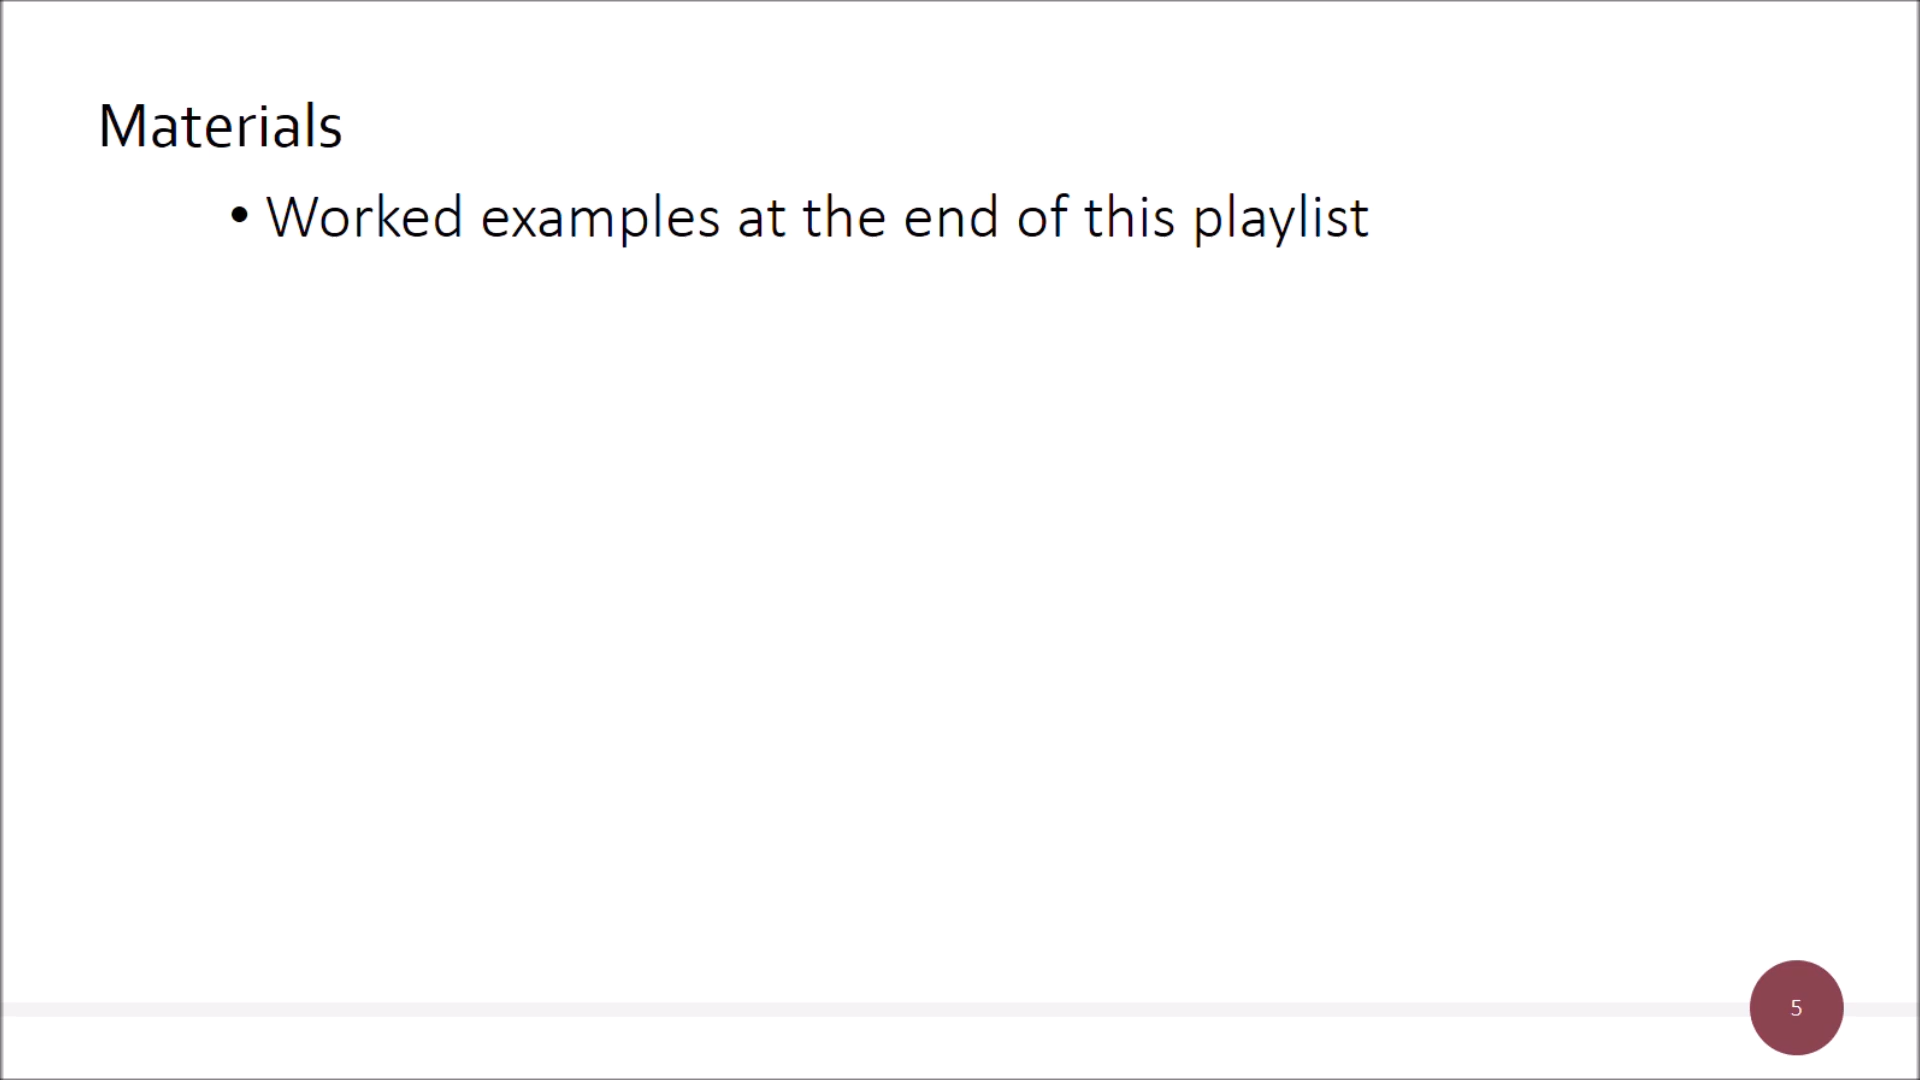 Materials
• Worked examples at the end of this playlist
5